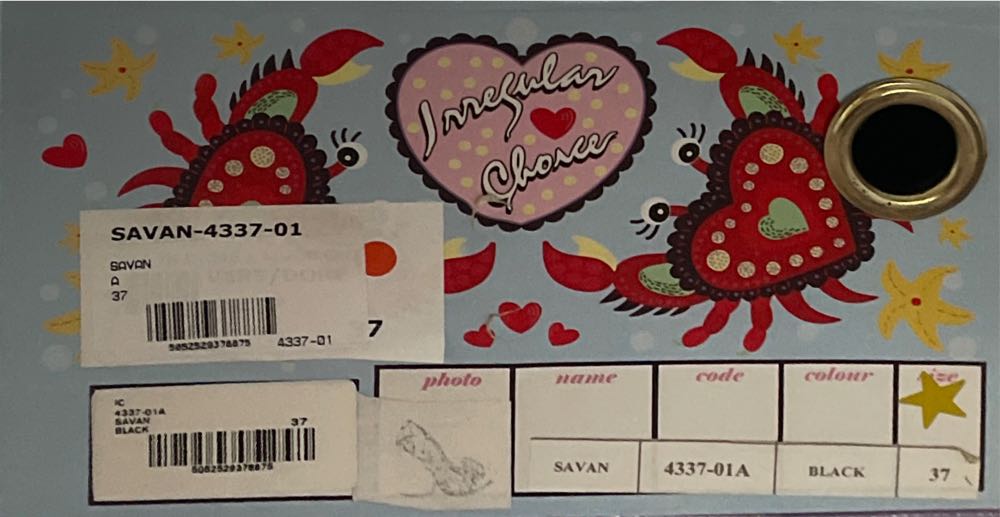 Irregular
Choice
SAVAN-4337-01
SAVAN
A
37
5052529378875 4337-01
7
IC
4337-01A
SAVAN
BLACK
37
5052529378875
photo name code colour size
SAVAN 4337-01A BLACK 37